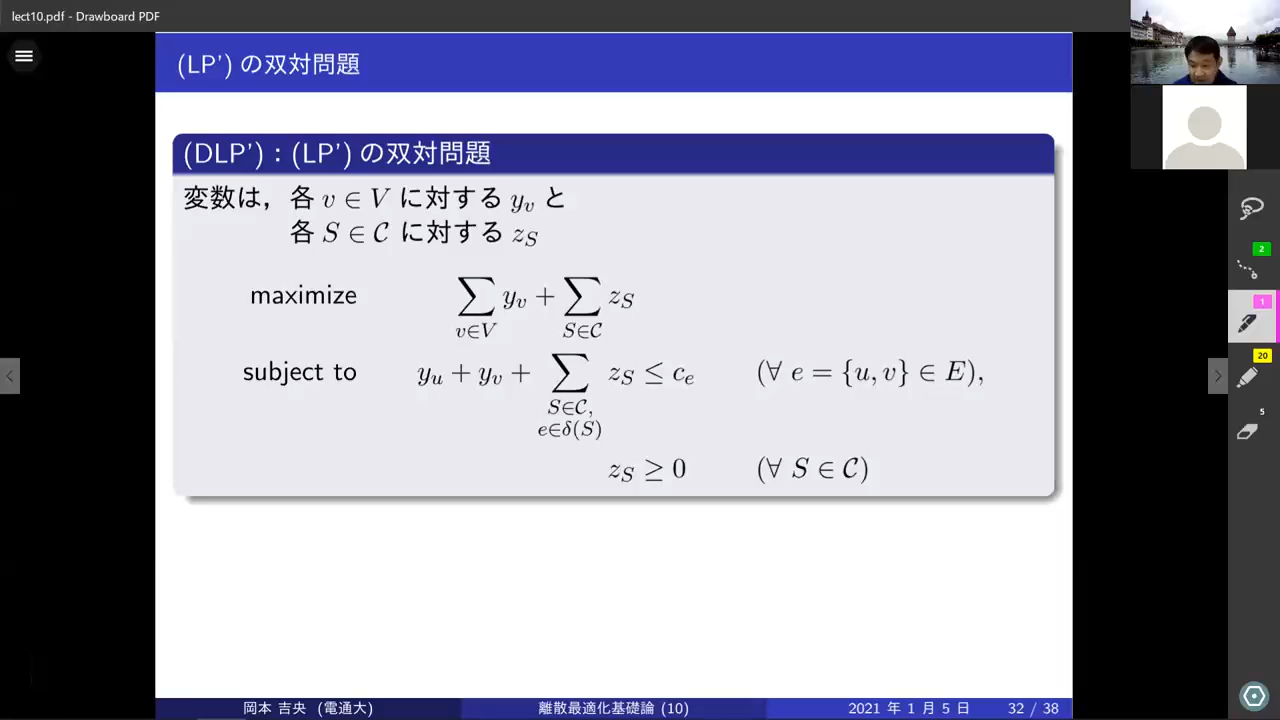 lect10.pdf - Drawboard PDF
(LP') の双対問題
(DLP') : (LP') の双対問題
変数は，各 v ∈ V に対する y_v と
各 S ∈ 𝒞 に対する z_S
maximize ∑_{v∈V} y_v + ∑_{S∈𝒞} z_S
subject to y_u + y_v + ∑_{S∈𝒞, e∈δ(S)} z_S ≤ c_e (∀ e = {u, v} ∈ E),
z_S ≥ 0 (∀ S ∈ 𝒞)
2
1
20
5
岡本 吉央 (電通大) 離散最適化基礎論 (10) 2021 年 1 月 5 日 32 / 38